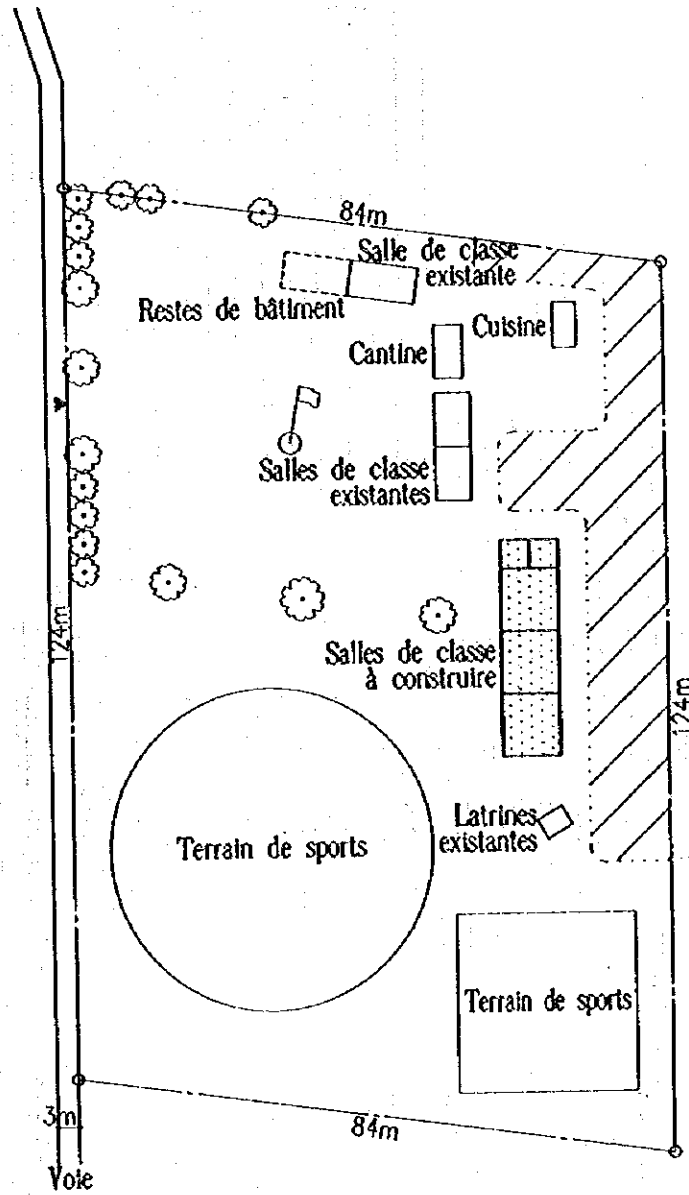 84m
Salle de classe
existante
Restes de bâtiment
Cuisine
Cantine
Salles de classe
existantes
124m
Salles de classe
à construire
124m
Latrines
existantes
Terrain de sports
Terrain de sports
3m
84m
Voie